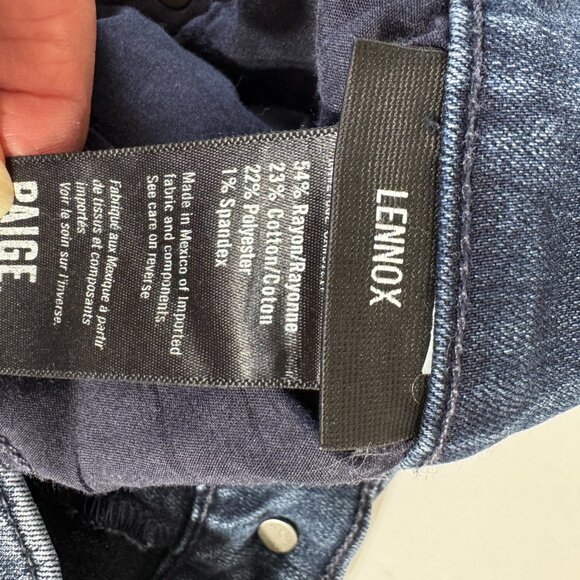 LENNOX
54% Rayon/Rayonne
23% Cotton/Coton
22% Polyester
1% Spandex
Made in Mexico of Imported
fabric and components
See care on reverse
Fabriqué aux Mexique à partir
de tissus et composants
importés
Voir le soin sur l'inverse.
PAIGE